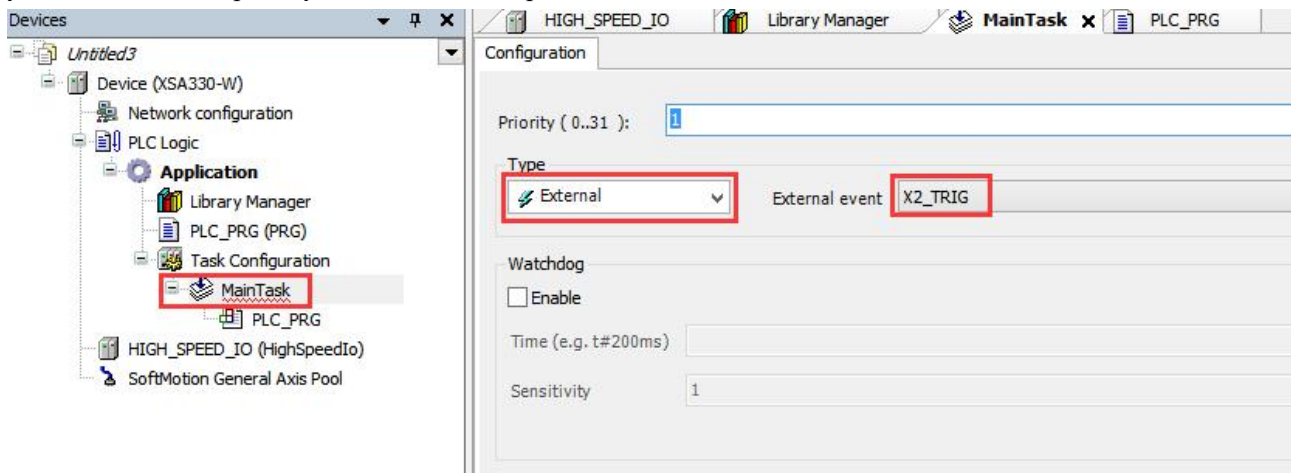 Devices
Untitled3
Device (XSA330-W)
Network configuration
PLC Logic
Application
Library Manager
PLC_PRG (PRG)
Task Configuration
MainTask
PLC_PRG
HIGH_SPEED_IO (HighSpeedIo)
SoftMotion General Axis Pool
HIGH_SPEED_IO Library Manager MainTask PLC_PRG
Configuration
Priority ( 0..31 ): 1
Type
External External event X2_TRIG
Watchdog
Enable
Time (e.g. t#200ms)
Sensitivity 1